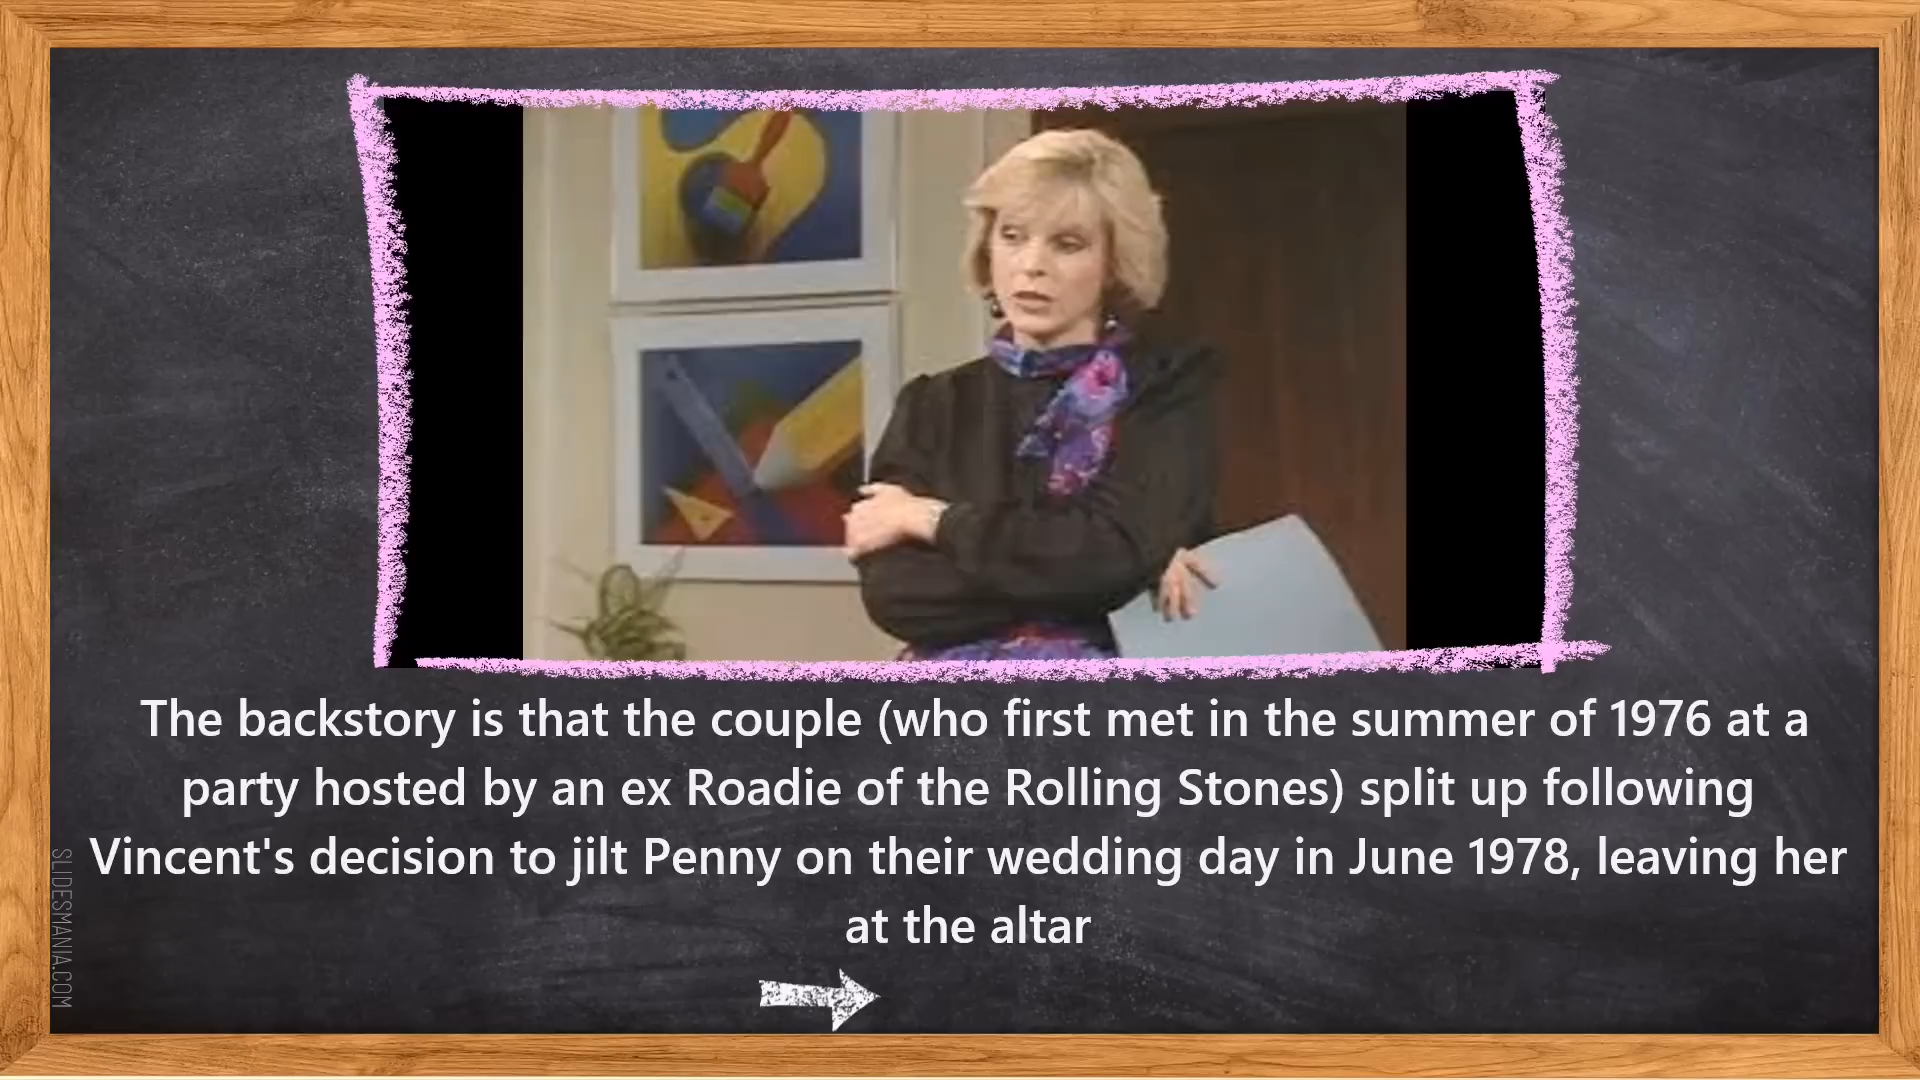 The backstory is that the couple (who first met in the summer of 1976 at a
party hosted by an ex Roadie of the Rolling Stones) split up following
Vincent's decision to jilt Penny on their wedding day in June 1978, leaving her
at the altar
SLIDESMANIA.COM